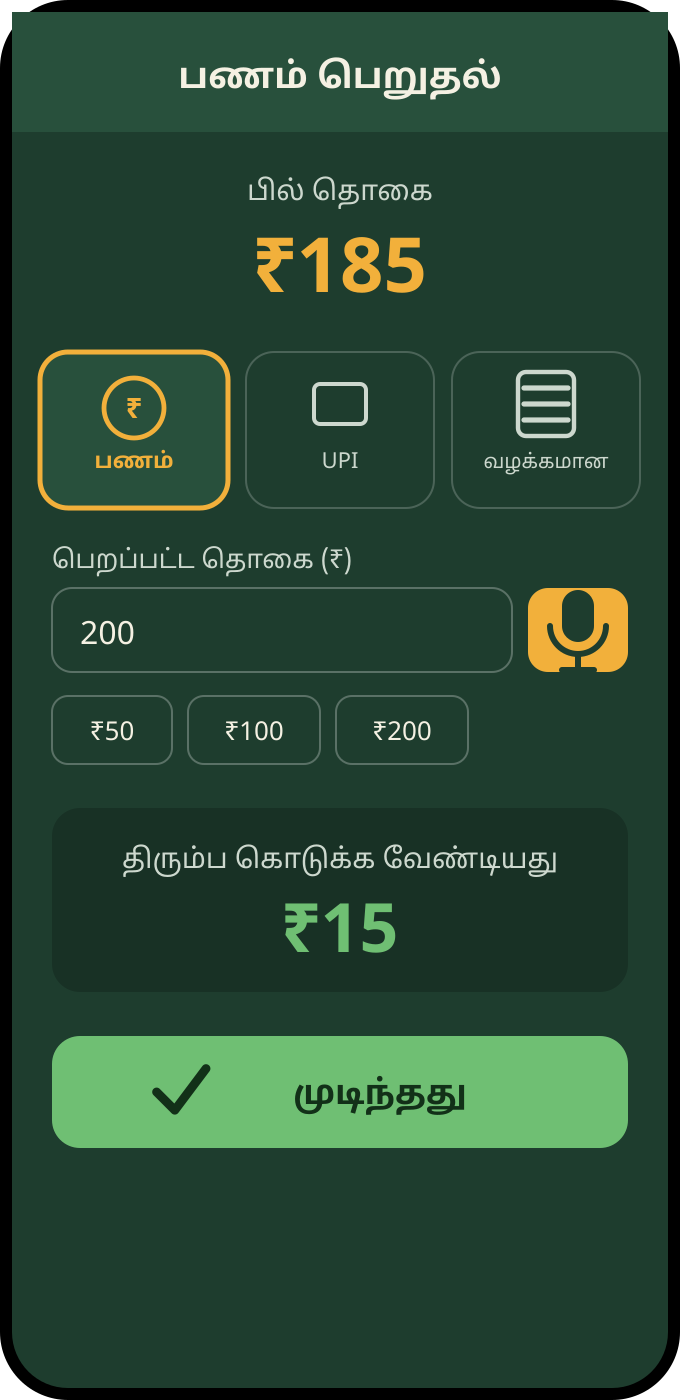 பணம் பெறுதல்
பில் தொகை
₹185
₹
பணம்
UPI
வழக்கமான
பெறப்பட்ட தொகை (₹)
200
₹50
₹100
₹200
திரும்ப கொடுக்க வேண்டியது
₹15
முடிந்தது